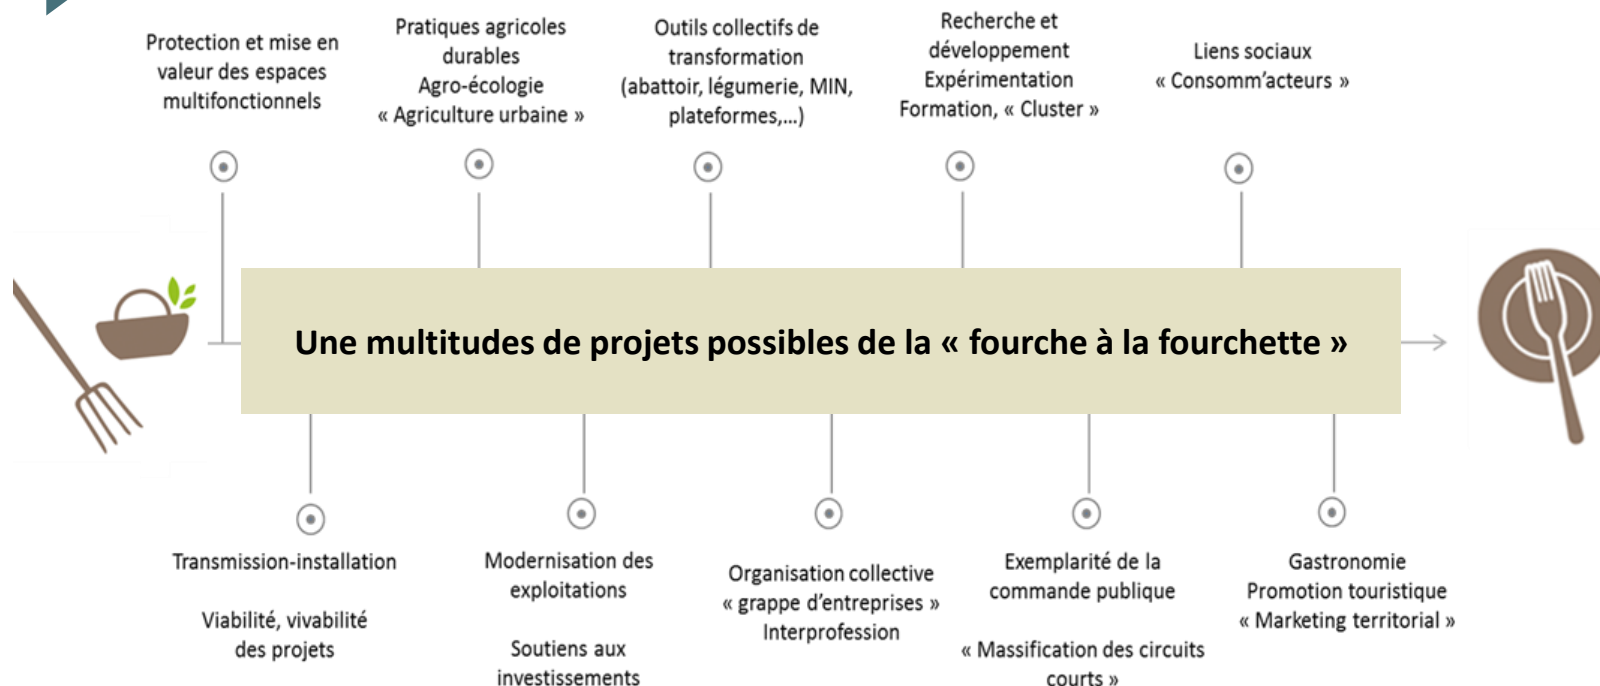 Protection et mise en
valeur des espaces
multifonctionnels
Pratiques agricoles
durables
Agro-écologie
« Agriculture urbaine »
Outils collectifs de
transformation
(abattoir, légumerie, MIN,
plateformes,...)
Recherche et
développement
Expérimentation
Formation, « Cluster »
Liens sociaux
« Consomm'acteurs »
Une multitudes de projets possibles de la « fourche à la fourchette »
Transmission-installation
Viabilité, vivabilité
des projets
Modernisation des
exploitations
Soutiens aux
investissements
Organisation collective
« grappe d'entreprises »
Interprofession
Exemplarité de la
commande publique
« Massification des circuits
courts »
Gastronomie
Promotion touristique
« Marketing territorial »